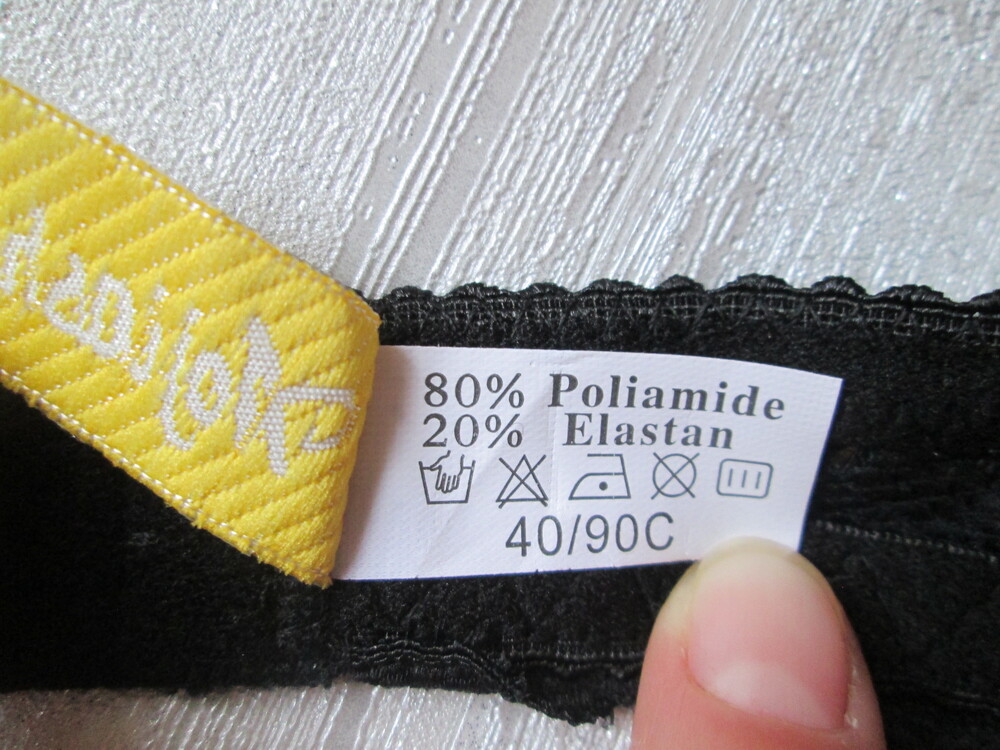 80% Poliamide
20% Elastan
40/90C